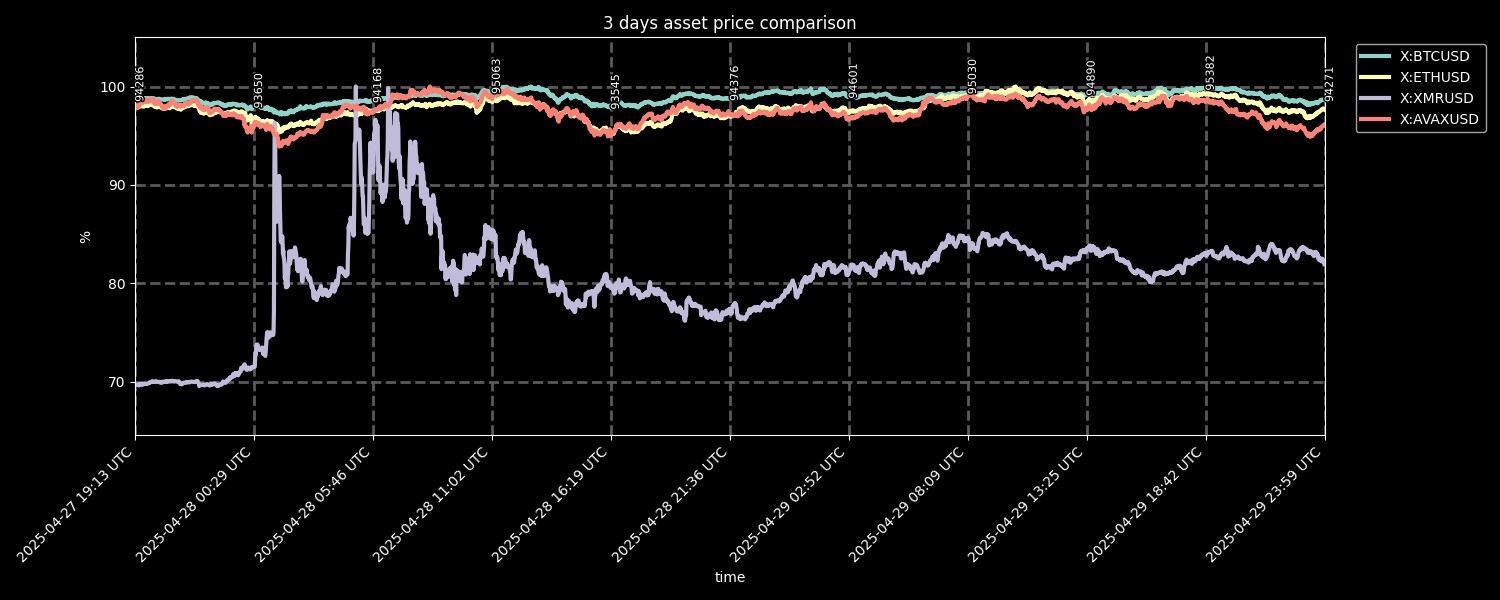 3 days asset price comparison
X:BTCUSD
X:ETHUSD
X:XMRUSD
X:AVAXUSD
100
90
80
70
%
94286
93650
94168
95063
93545
94376
94601
95030
94890
95382
94271
2025-04-27 19:13 UTC
2025-04-28 00:29 UTC
2025-04-28 05:46 UTC
2025-04-28 11:02 UTC
2025-04-28 16:19 UTC
2025-04-28 21:36 UTC
2025-04-29 02:52 UTC
2025-04-29 08:09 UTC
2025-04-29 13:25 UTC
2025-04-29 18:42 UTC
2025-04-29 23:59 UTC
time